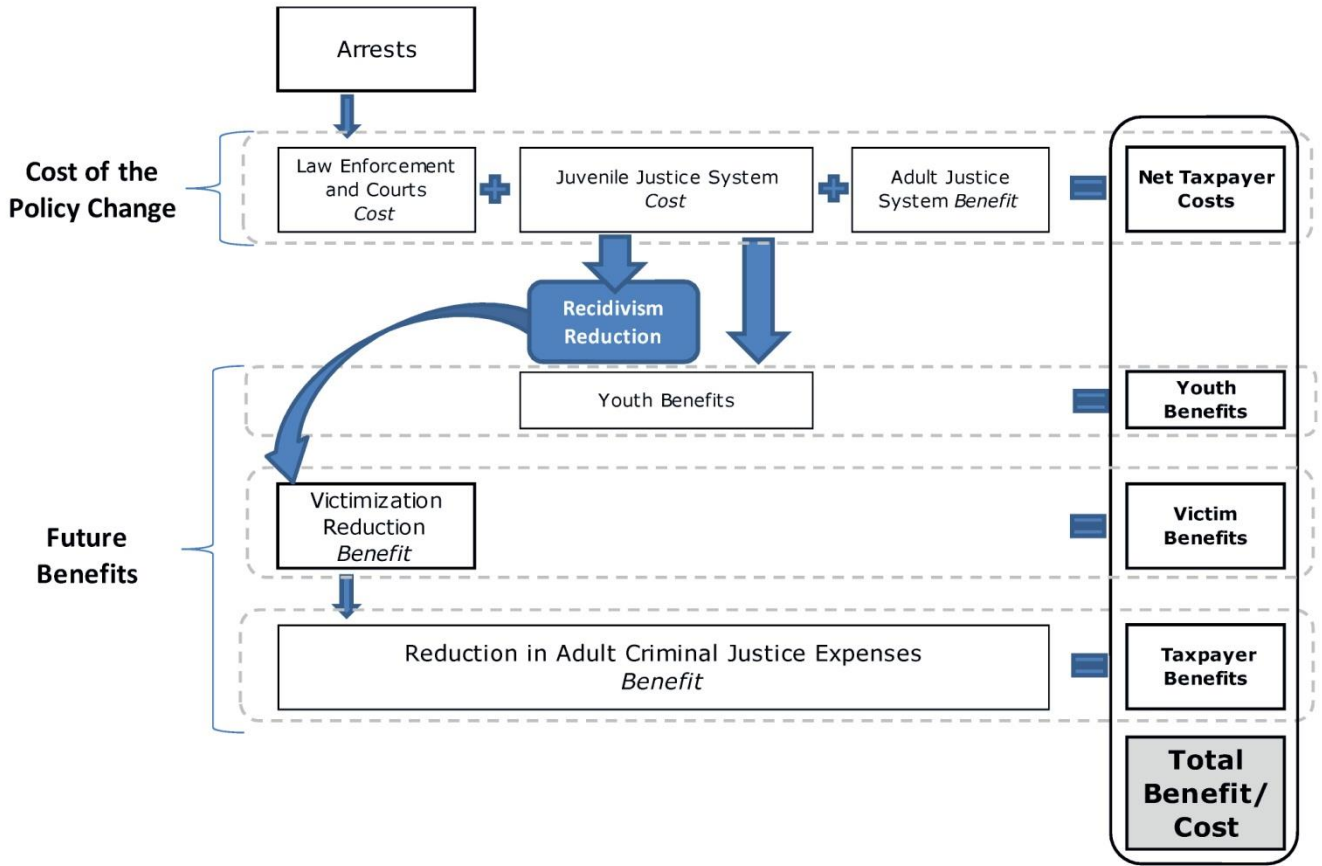 Arrests
Cost of the
Policy Change
Law Enforcement
and Courts
Cost
Juvenile Justice System
Cost
Adult Justice
System Benefit
Net Taxpayer
Costs
Recidivism
Reduction
Youth Benefits
Youth
Benefits
Future
Benefits
Victimization
Reduction
Benefit
Victim
Benefits
Reduction in Adult Criminal Justice Expenses
Benefit
Taxpayer
Benefits
Total
Benefit/
Cost